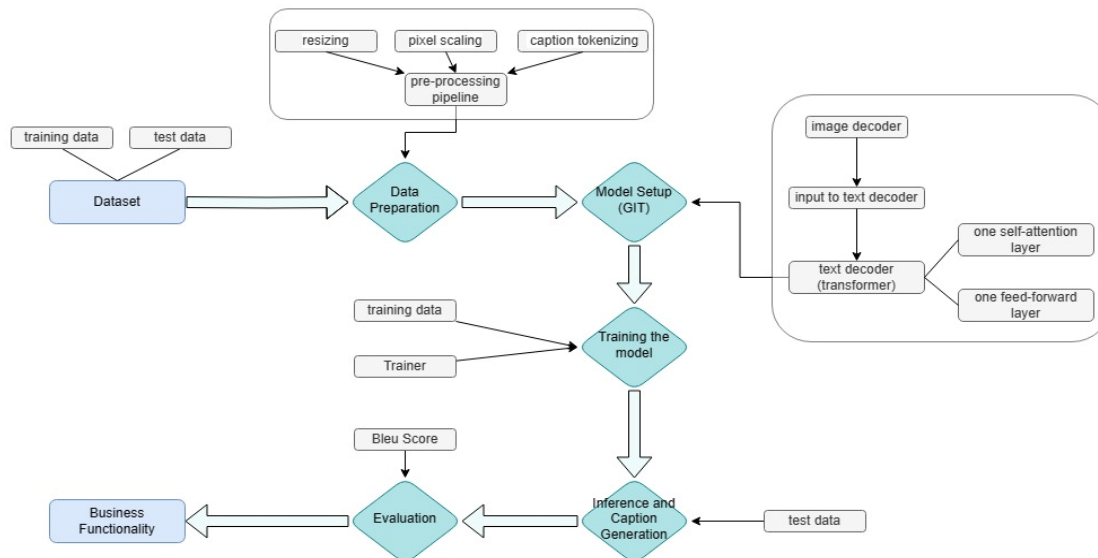 resizing
pixel scaling
caption tokenizing
pre-processing
pipeline
training data
test data
image decoder
Dataset
Data
Preparation
Model Setup
(GIT)
input to text decoder
one self-attention
layer
text decoder
(transformer)
one feed-forward
layer
training data
Trainer
Training the
model
Bleu Score
Business
Functionality
Evaluation
Inference and
Caption
Generation
test data